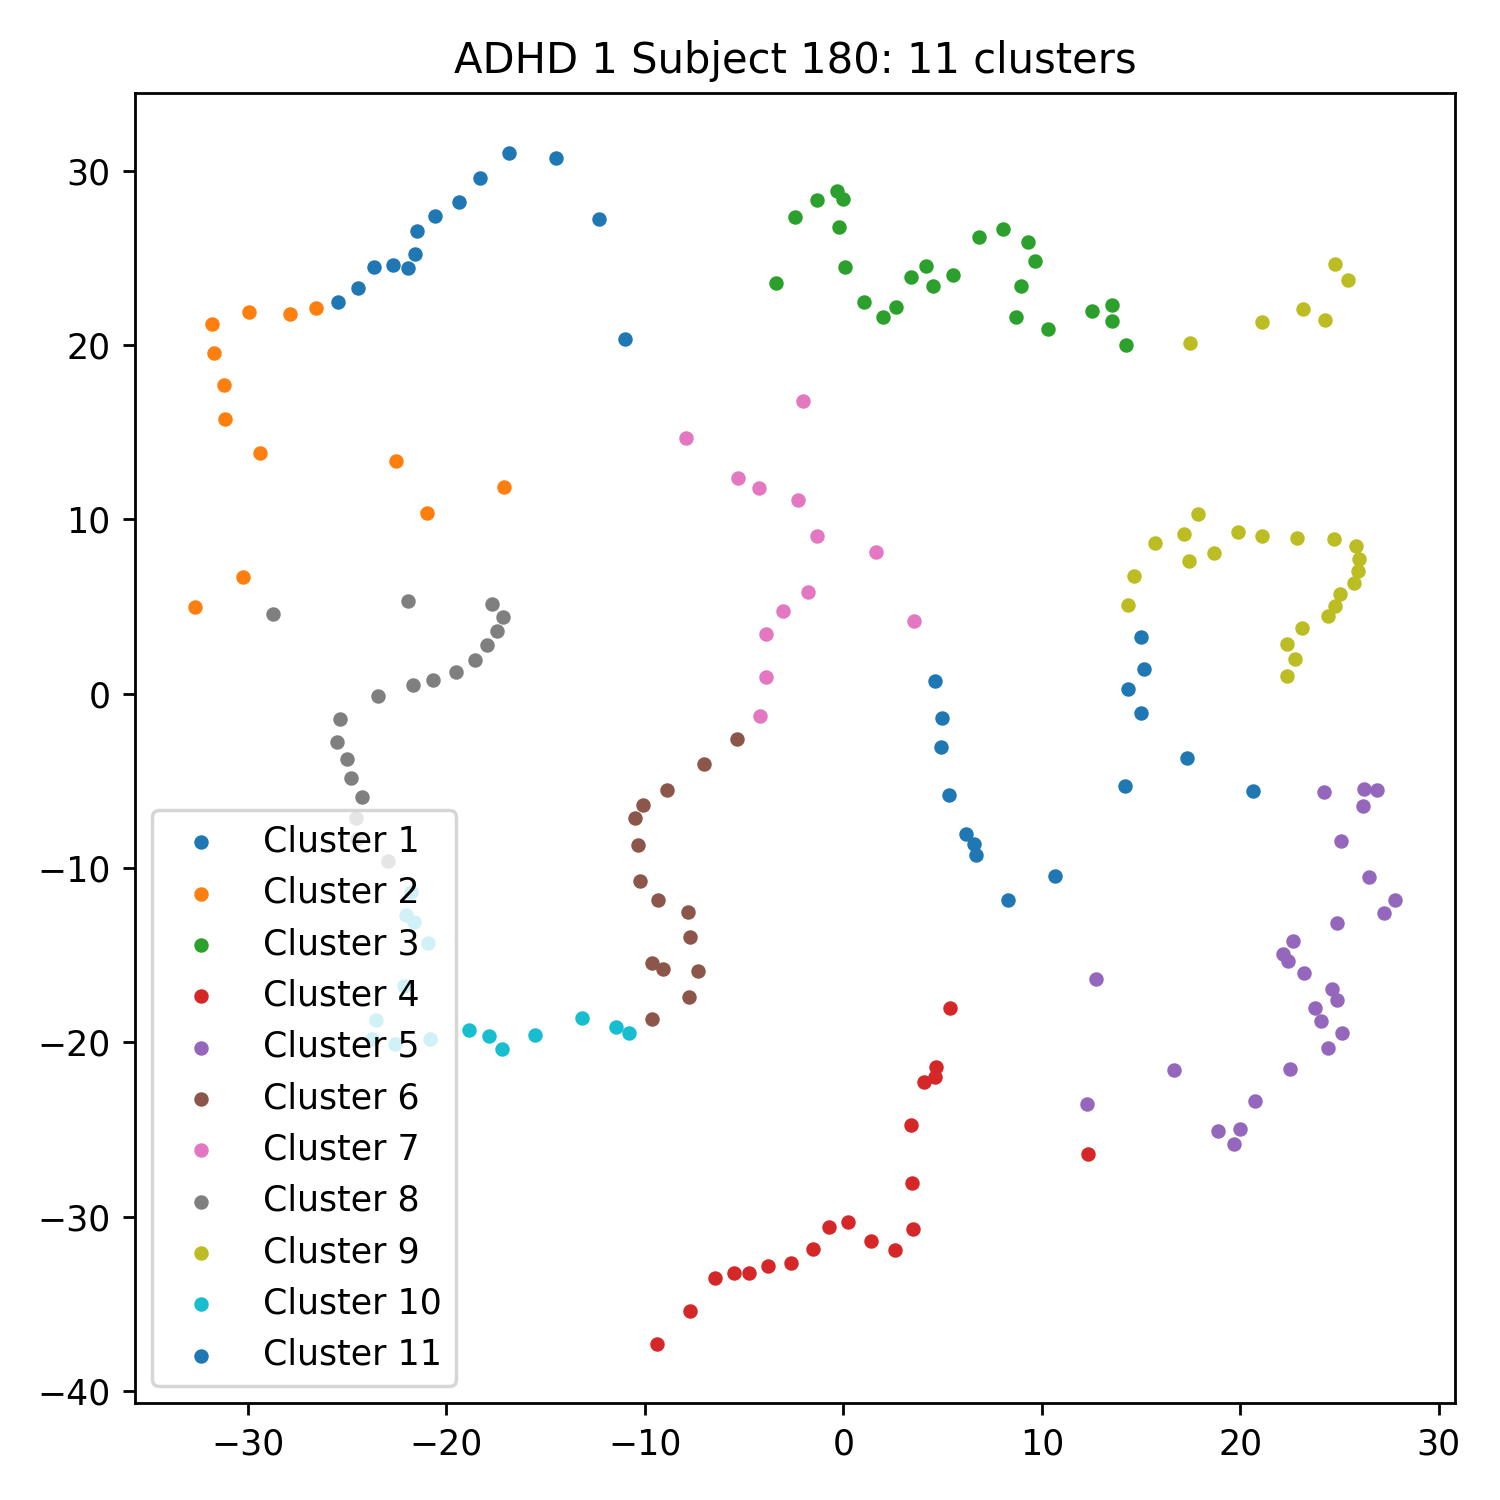 ADHD 1 Subject 180: 11 clusters
30
20
10
0
−10
−20
−30
−40
Cluster 1
Cluster 2
Cluster 3
Cluster 4
Cluster 5
Cluster 6
Cluster 7
Cluster 8
Cluster 9
Cluster 10
Cluster 11
−30 −20 −10 0 10 20 30